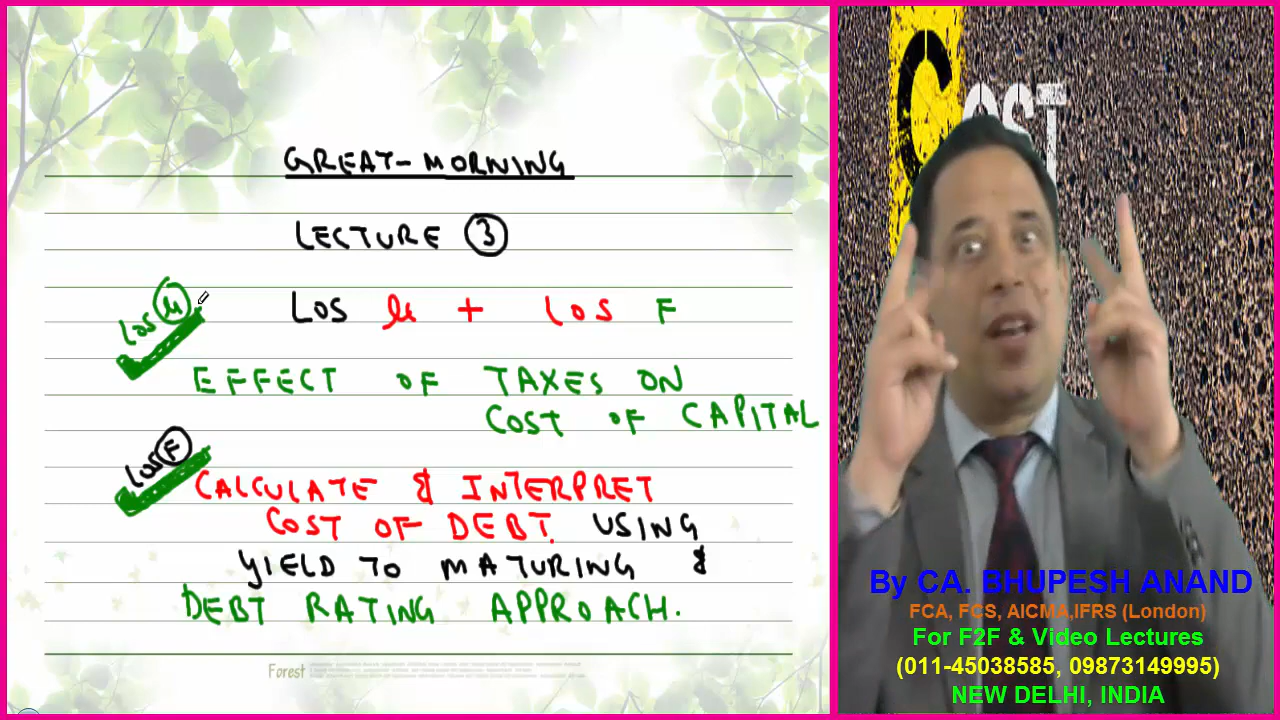 GREAT-MORNING
LECTURE 3
LOS
+ LOS F
LOS
EFFECT OF TAXES ON
COST OF CAPITAL
LOS F
CALCULATE & INTERPRET
COST OF DEBT. USING
YIELD TO MATURING &
DEBT RATING APPROACH.
Forest
COST
By CA. BHUPESH ANAND
FCA, FCS, AICMA,IFRS (London)
For F2F & Video Lectures
(011-45038585, 09873149995)
NEW DELHI, INDIA